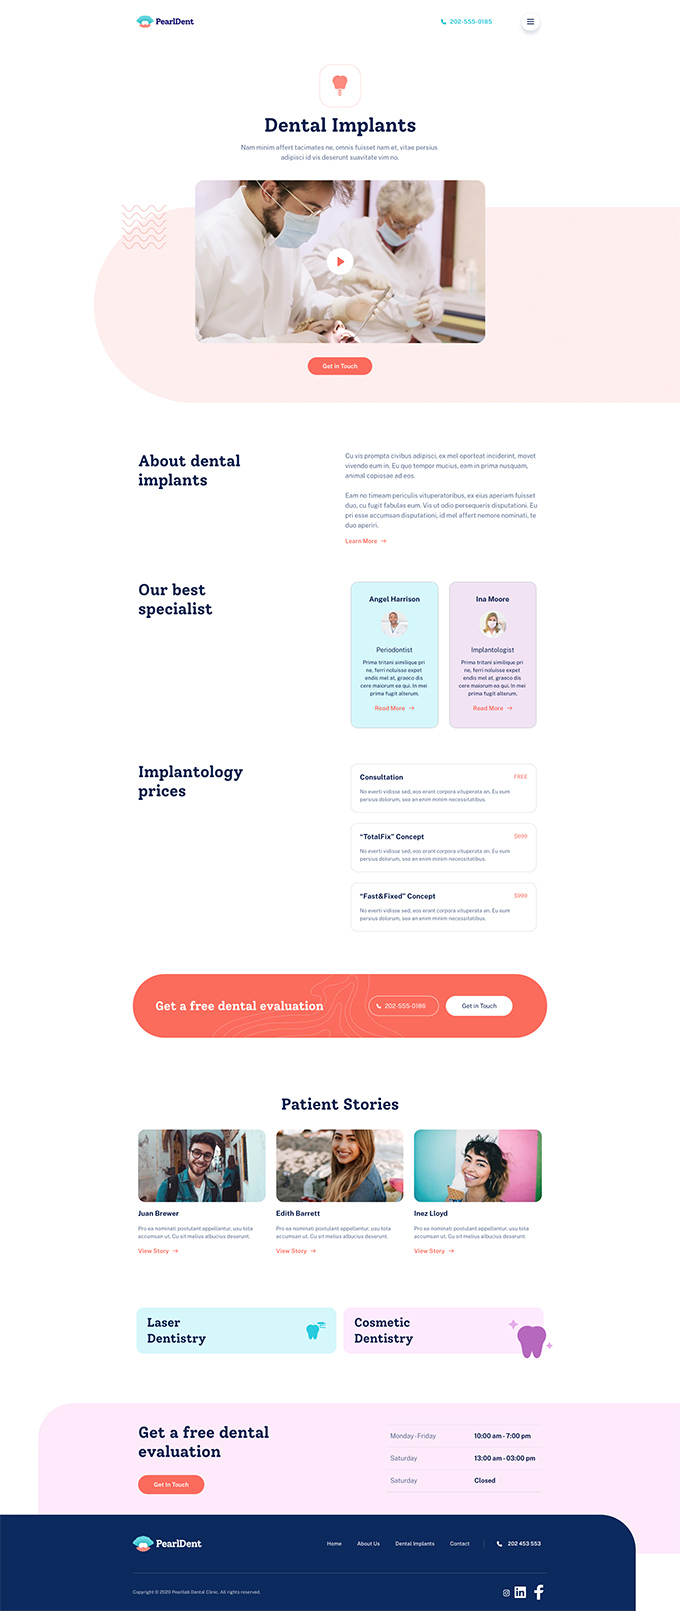 PearlDent
202-555-0185
Dental Implants
Nam minim affert tacimates ne, omnis fuisset nam et, vitae persius
adipisci id vis deserunt suavitate vim no.
Get in Touch
About dental
implants
Cu vis prompta civibus adipisci, ex mel oporteat inciderint, movet
vivendo eum in. Eu quo tempor mucius, eam in prima nusquam,
animal copiosae ad eos.
Eam no timeam periculis vituperatoribus, ex eius aperiam fuisset
duo, cu fugit fabulas eum. Vis ut odio persequeris disputationi. Eu
pri esse accumsan disputationi, id mel affert nemore nominati, te
duo aperiri.
Learn More →
Our best
specialist
Angel Harrison
Periodontist
Prima tritani similique pri
ne, ferri noluisse expet
endis mel at, graeco dis
cere maiorum ea qui. In mei
prima fugit alterum.
Read More →
Ina Moore
Implantologist
Prima tritani similique pri
ne, ferri noluisse expet
endis mel at, graeco dis
cere maiorum ea qui. In mei
prima fugit alterum.
Read More →
Implantology
prices
Consultation FREE
No everti vidisse sed, eos erant corpora vituperata an. Eu eum
persius dolorum, sea an enim minim necessitatibus.
“TotalFix” Concept $699
No everti vidisse sed, eos erant corpora vituperata an. Eu eum
persius dolorum, sea an enim minim necessitatibus.
“Fast&Fixed” Concept $999
No everti vidisse sed, eos erant corpora vituperata an. Eu eum
persius dolorum, sea an enim minim necessitatibus.
Get a free dental evaluation
202-555-0186
Get in Touch
Patient Stories
Juan Brewer
Pro ea nominati postulant appellantur, usu tota
accumsan ut. Cu sit melius albucius deserunt.
View Story →
Edith Barrett
Pro ea nominati postulant appellantur, usu tota
accumsan ut. Cu sit melius albucius deserunt.
View Story →
Inez Lloyd
Pro ea nominati postulant appellantur, usu tota
accumsan ut. Cu sit melius albucius deserunt.
View Story →
Laser
Dentistry
Cosmetic
Dentistry
Get a free dental
evaluation
Get In Touch
Monday-Friday 10:00 am - 7:00 pm
Saturday 13:00 am - 03:00 pm
Saturday Closed
PearlDent
Home About Us Dental Implants Contact 202 453 553
Copyright © 2020 Pearllab Dental Clinic. All rights reserved.